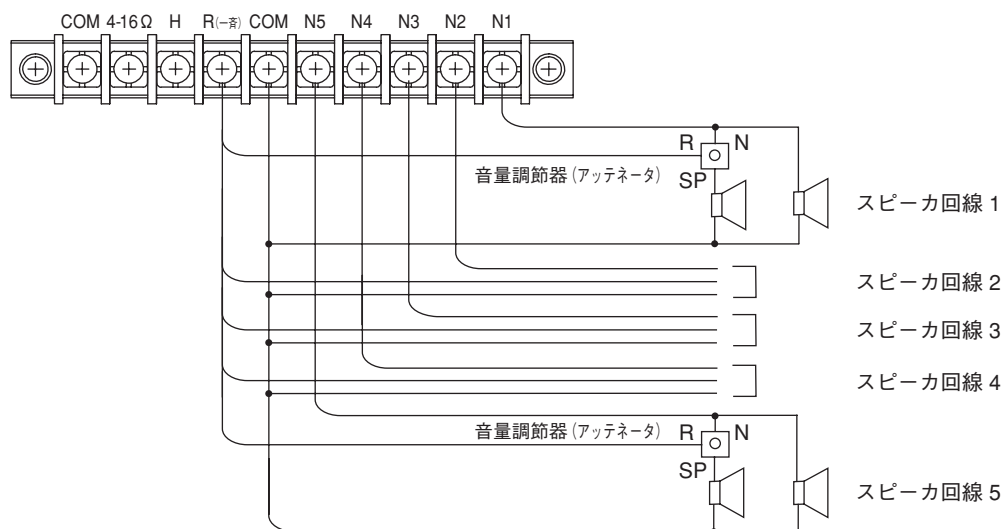 COM 4-16Ω H R(一斉) COM N5 N4 N3 N2 N1
R N
音量調節器(アッテネータ)
SP
スピーカ回線 1
スピーカ回線 2
スピーカ回線 3
スピーカ回線 4
音量調節器(アッテネータ) R N
SP
スピーカ回線 5